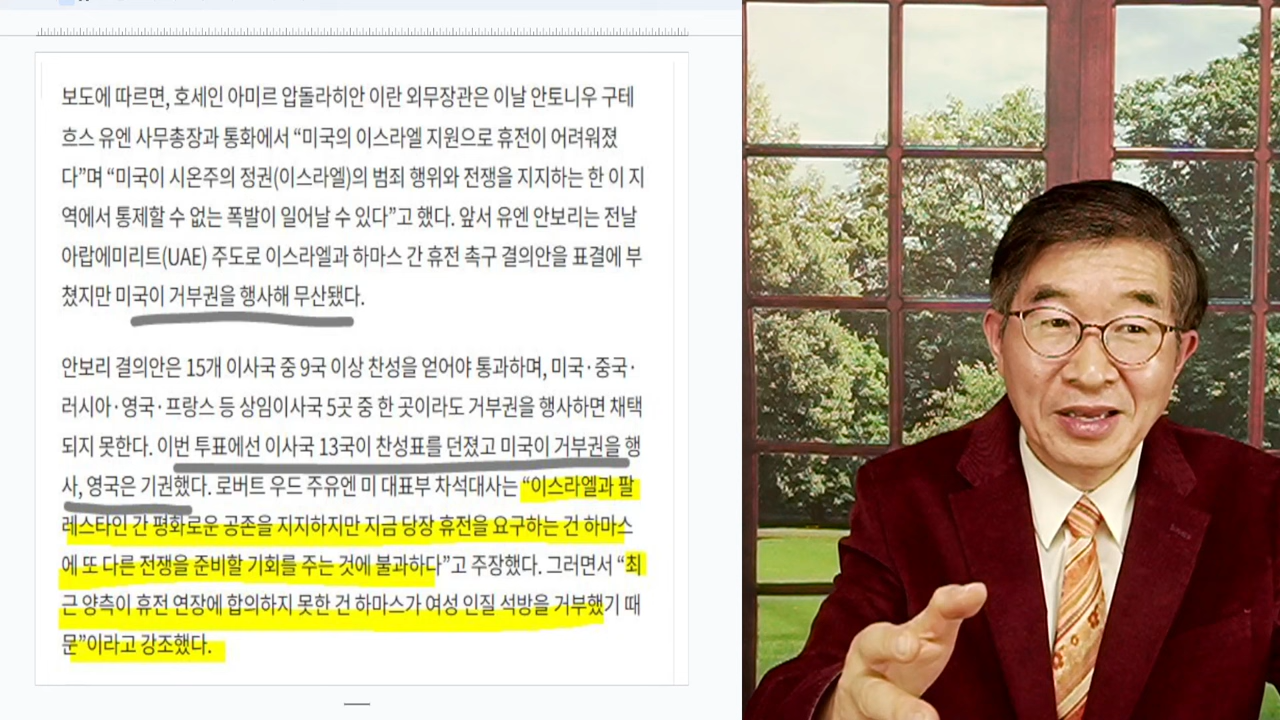 보도에 따르면, 호세인 아미르 압돌라히안 이란 외무장관은 이날 안토니우 구테
흐스 유엔 사무총장과 통화에서 “미국의 이스라엘 지원으로 휴전이 어려워졌
다”며 “미국이 시온주의 정권(이스라엘)의 범죄 행위와 전쟁을 지지하는 한 이 지
역에서 통제할 수 없는 폭발이 일어날 수 있다”고 했다. 앞서 유엔 안보리는 전날
아랍에미리트(UAE) 주도로 이스라엘과 하마스 간 휴전 촉구 결의안을 표결에 부
쳤지만 미국이 거부권을 행사해 무산됐다.
안보리 결의안은 15개 이사국 중 9국 이상 찬성을 얻어야 통과하며, 미국·중국·
러시아·영국·프랑스 등 상임이사국 5곳 중 한 곳이라도 거부권을 행사하면 채택
되지 못한다. 이번 투표에선 이사국 13국이 찬성표를 던졌고 미국이 거부권을 행
사, 영국은 기권했다. 로버트 우드 주유엔 미 대표부 차석대사는 “이스라엘과 팔
레스타인 간 평화로운 공존을 지지하지만 지금 당장 휴전을 요구하는 건 하마스
에 또 다른 전쟁을 준비할 기회를 주는 것에 불과하다”고 주장했다. 그러면서 “최
근 양측이 휴전 연장에 합의하지 못한 건 하마스가 여성 인질 석방을 거부했기 때
문”이라고 강조했다.